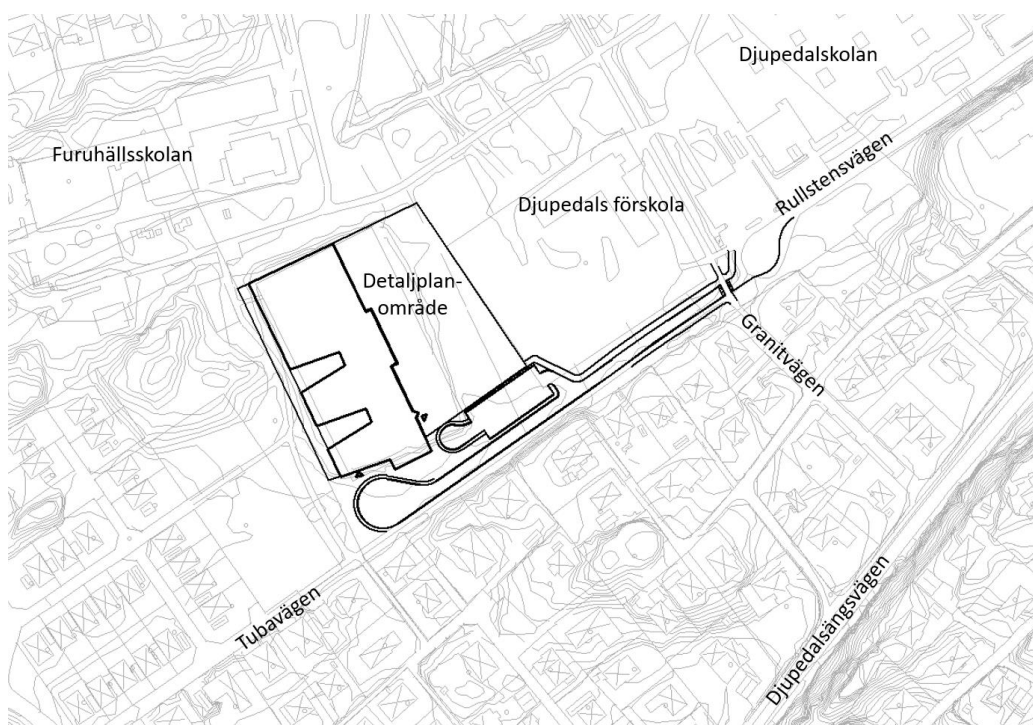 Djupedalskolan
Furuhällsskolan
Rullstensvägen
Djupedals förskola
Detaljplan-
område
Granitvägen
Tubavägen
Djupedalsängsvägen